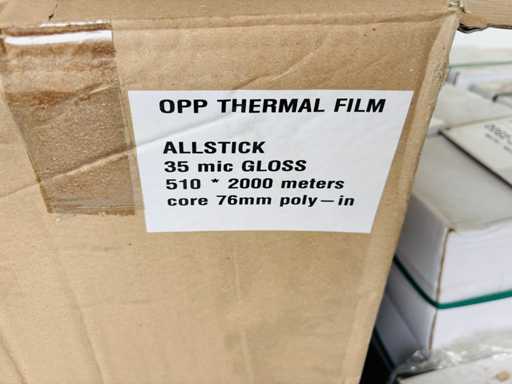 OPP THERMAL FILM
ALLSTICK
35 mic GLOSS
510 * 2000 meters
core 76mm poly-in